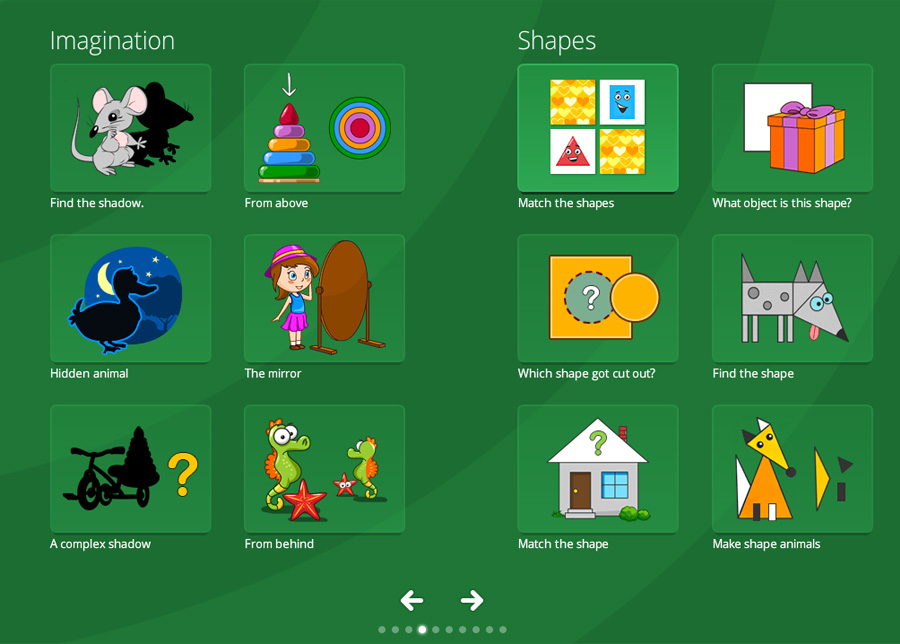 Imagination
Shapes
Find the shadow.
From above
Match the shapes
What object is this shape?
Hidden animal
The mirror
?
Which shape got cut out?
Find the shape
?
?
A complex shadow
From behind
Match the shape
Make shape animals